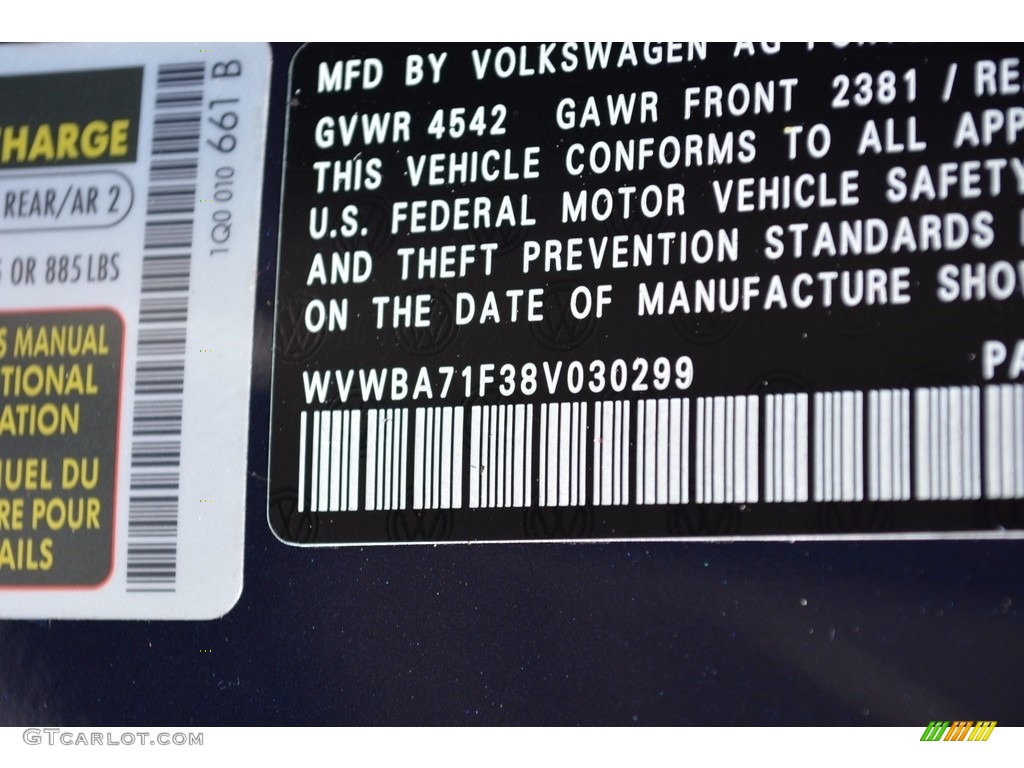 HARGE
REAR/AR 2
OR 885 LBS
MANUAL
TIONAL
ATION
UEL DU
RE POUR
AILS
1Q0 010 661 B
MFD BY VOLKSWAGEN AG
GVWR 4542 GAWR FRONT 2381 / RE
THIS VEHICLE CONFORMS TO ALL APP
U.S. FEDERAL MOTOR VEHICLE SAFETY
AND THEFT PREVENTION STANDARDS
ON THE DATE OF MANUFACTURE SHO
WVWBA71F38V030299
PA
GTCARLOT.COM